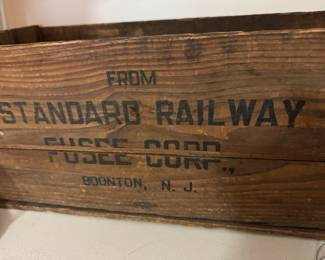 FROM
STANDARD RAILWAY
FUSEE CORP.,
BOONTON, N. J.